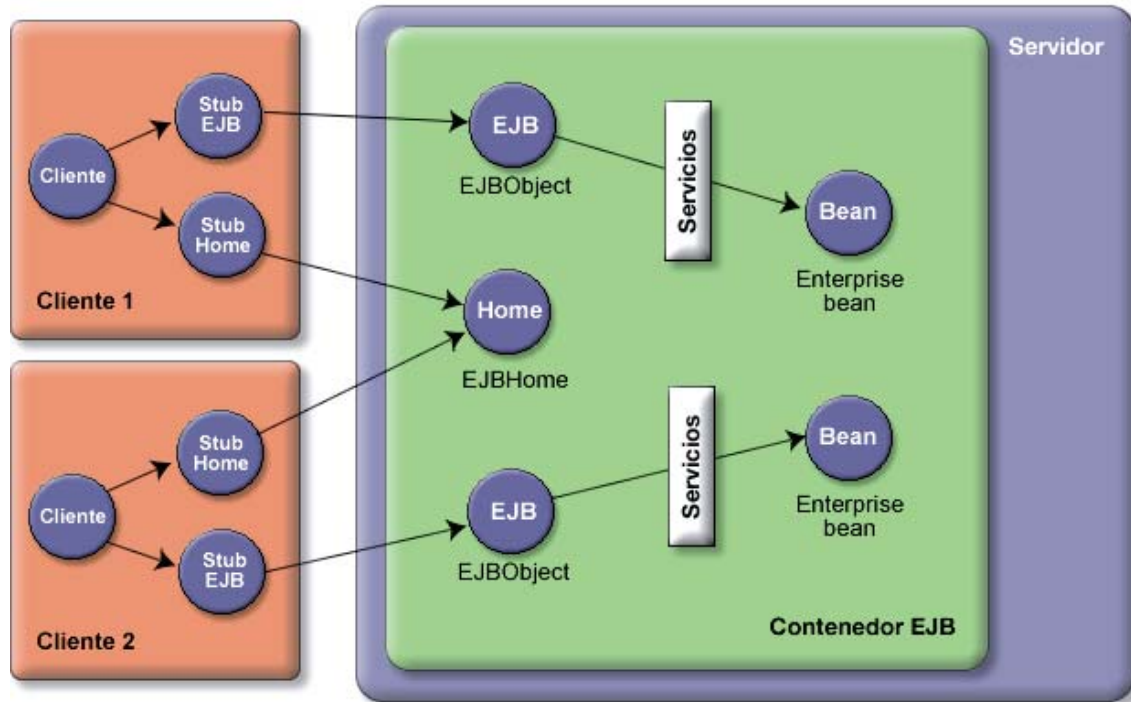 Cliente
Stub
EJB
Stub
Home
Cliente 1
Cliente
Stub
Home
Stub
EJB
Cliente 2
Servidor
EJB
EJBObject
Servicios
Bean
Enterprise
bean
Home
EJBHome
EJB
EJBObject
Servicios
Bean
Enterprise
bean
Contenedor EJB